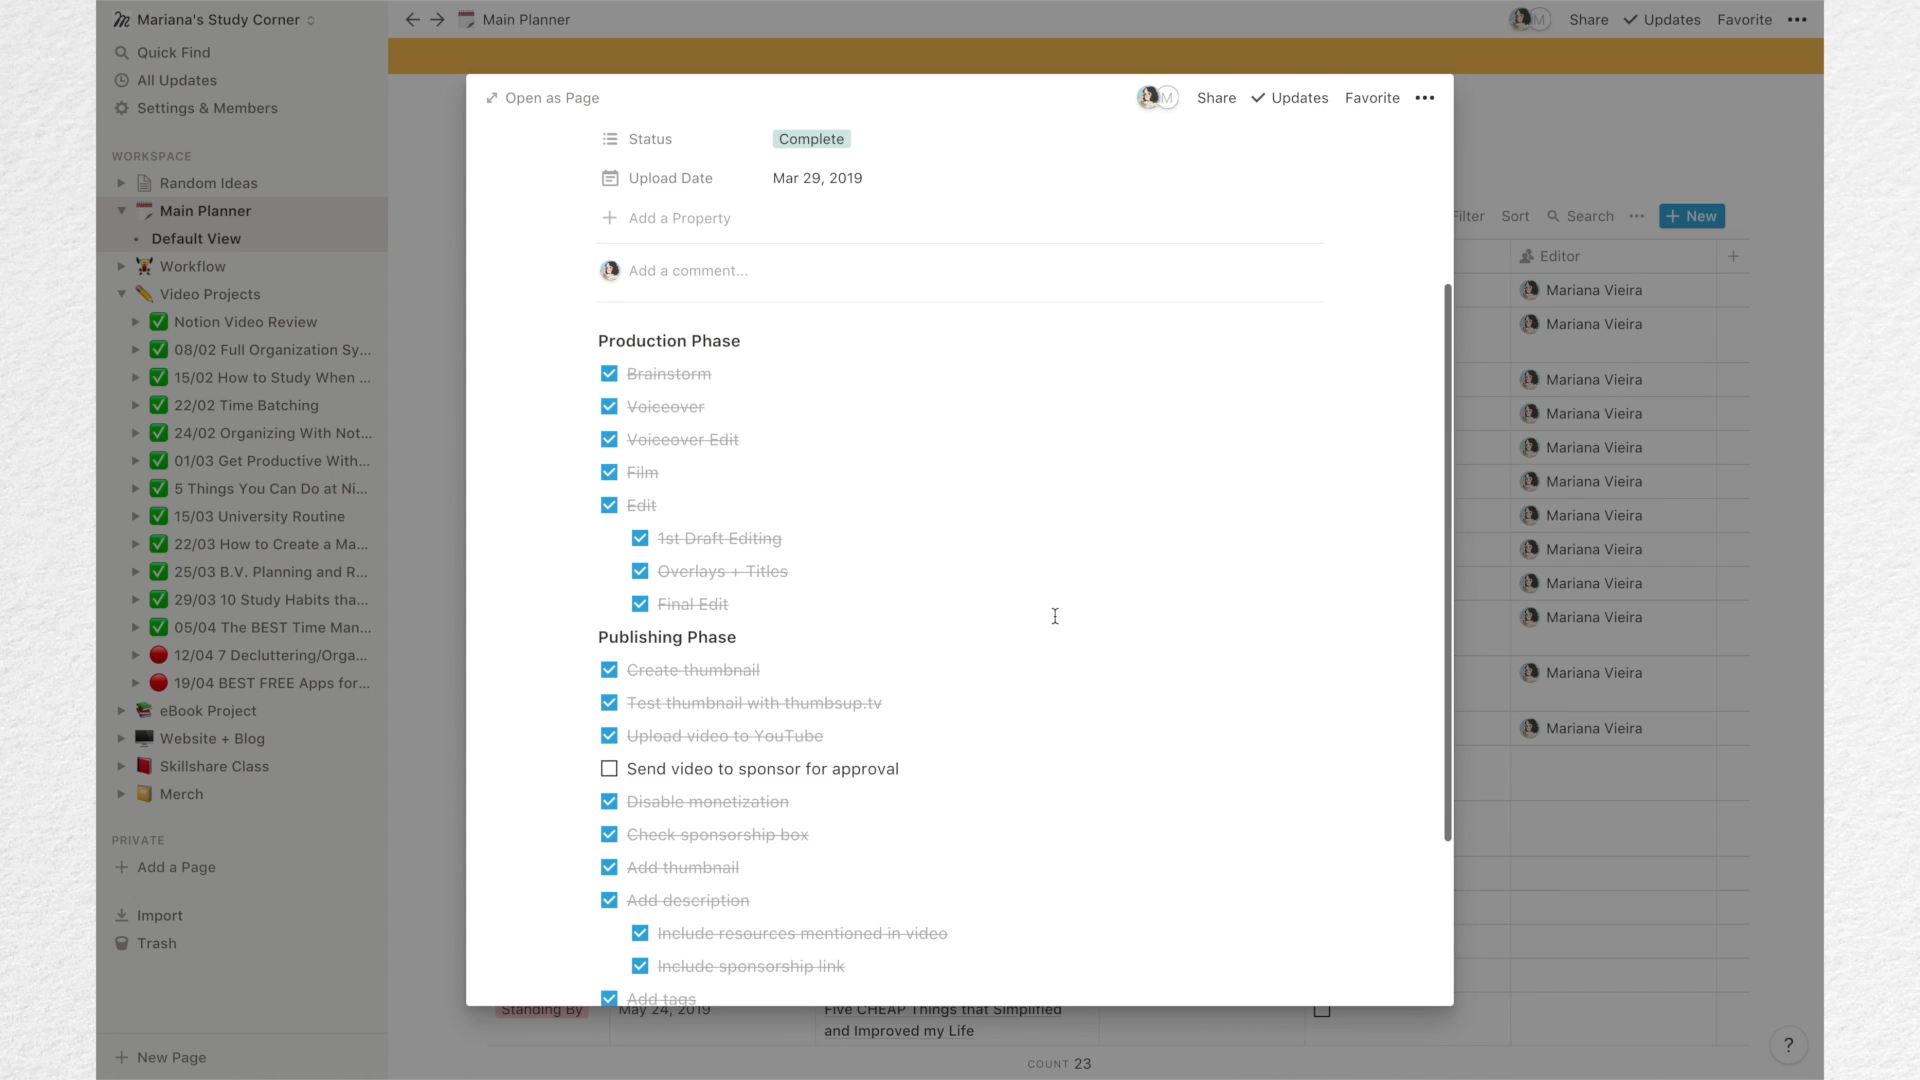 Mariana's Study Corner
Quick Find
All Updates
Settings & Members
WORKSPACE
Random Ideas
Main Planner
Default View
Workflow
Video Projects
Notion Video Review
08/02 Full Organization Sy...
15/02 How to Study When ...
22/02 Time Batching
24/02 Organizing With Not...
01/03 Get Productive With...
5 Things You Can Do at Ni...
15/03 University Routine
22/03 How to Create a Ma...
25/03 B.V. Planning and R...
29/03 10 Study Habits tha...
05/04 The BEST Time Man...
12/04 7 Decluttering/Orga...
19/04 BEST FREE Apps for...
eBook Project
Website + Blog
Skillshare Class
Merch
PRIVATE
Add a Page
Import
Trash
New Page
Main Planner
M Share Updates Favorite
Open as Page
M Share Updates Favorite
Status Complete
Upload Date Mar 29, 2019
Add a Property
Add a comment...
Production Phase
Brainstorm
Voiceover
Voiceover Edit
Film
Edit
1st Draft Editing
Overlays + Titles
Final Edit
Publishing Phase
Create thumbnail
Test thumbnail with thumbsup.tv
Upload video to YouTube
Send video to sponsor for approval
Disable monetization
Check sponsorship box
Add thumbnail
Add description
Include resources mentioned in video
Include sponsorship link
Add tags
Filter Sort Search New
Editor
Mariana Vieira
Mariana Vieira
Mariana Vieira
Mariana Vieira
Mariana Vieira
Mariana Vieira
Mariana Vieira
Mariana Vieira
Mariana Vieira
Mariana Vieira
Mariana Vieira
Mariana Vieira
Standing By May 24, 2019 Five CHEAP Things that Simplified
and Improved my Life
COUNT 23
?